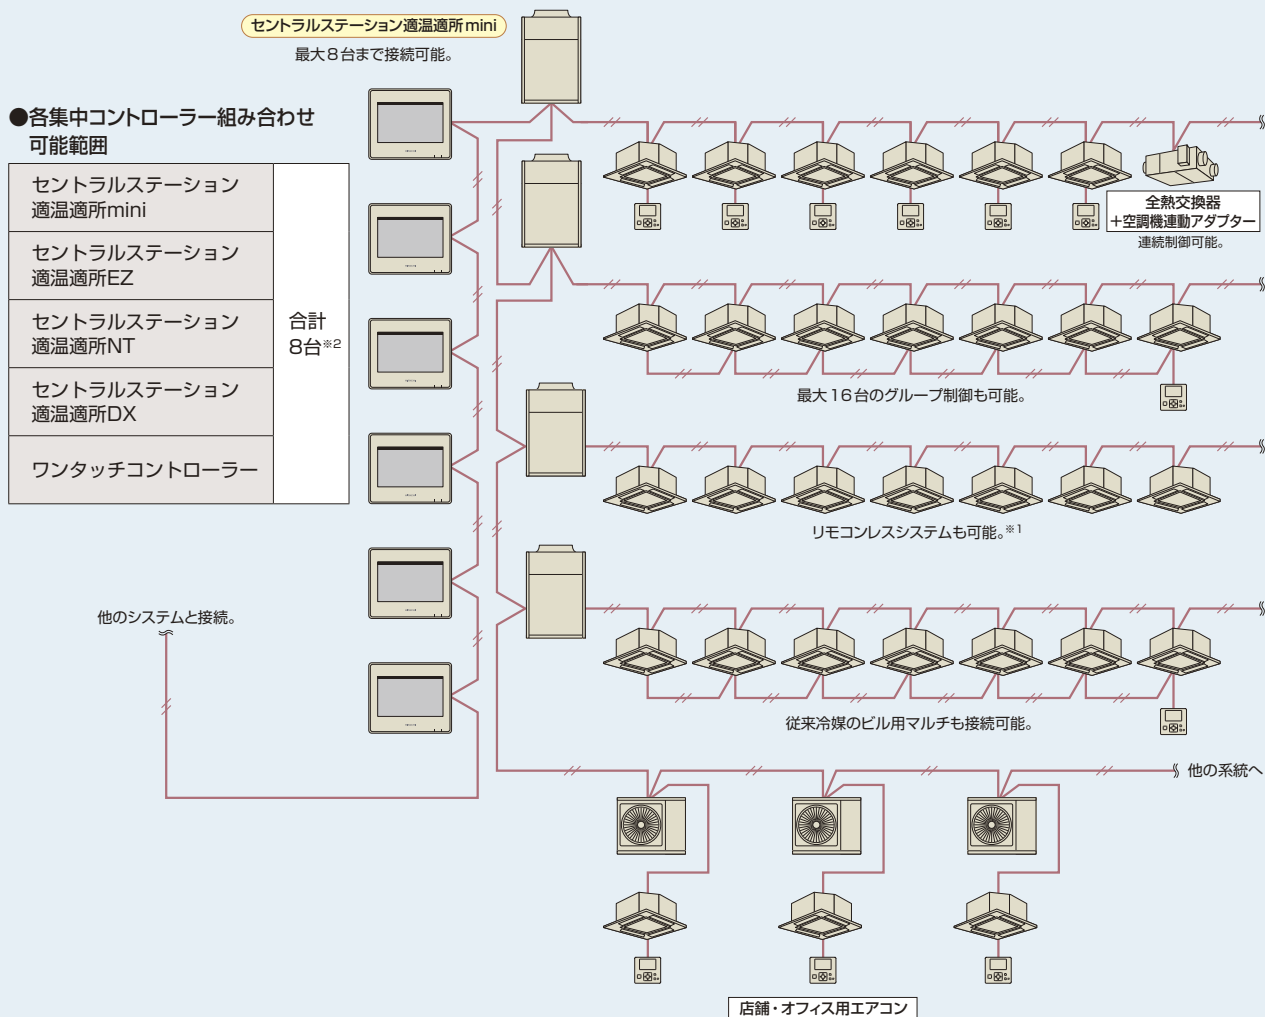 セントラルステーション適温適所mini
最大8台まで接続可能。
●各集中コントローラー組み合わせ
可能範囲
セントラルステーション
適温適所mini
セントラルステーション
適温適所EZ
セントラルステーション
適温適所NT
セントラルステーション
適温適所DX
ワンタッチコントローラー
合計
8台※2
全熱交換器
+空調機連動アダプター
連続制御可能。
最大16台のグループ制御も可能。
リモコンレスシステムも可能。※1
他のシステムと接続。
従来冷媒のビル用マルチも接続可能。
他の系統へ
店舗・オフィス用エアコン